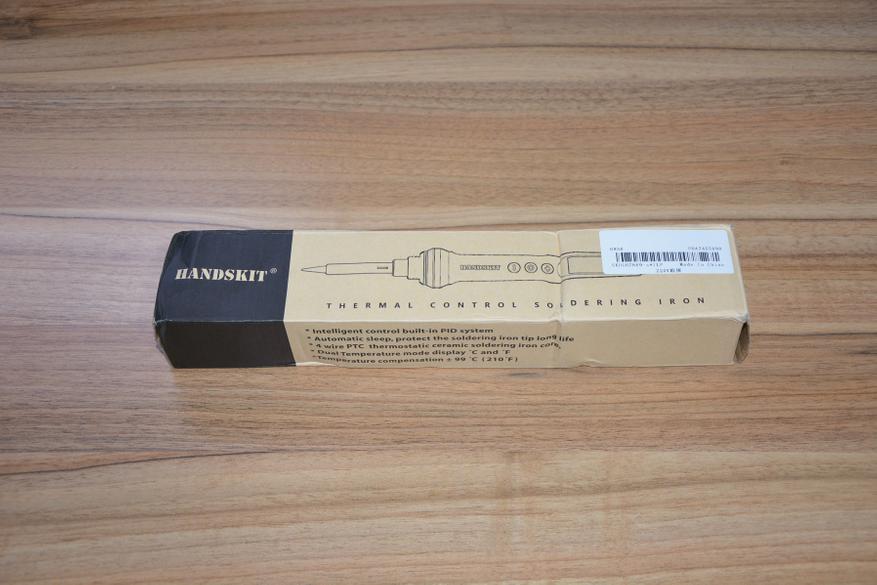 HANDSKIT®
HANDSKIT
Made In China
THERMAL CONTROL SOLDERING IRON
* Intelligent control built-in PID system
* Automatic sleep, protect the soldering iron tip long life
* 4 wire PTC thermostatic ceramic soldering iron core,
* Dual Temperature mode display °C and °F
Temperature compensation ± 99 °C (210°F)